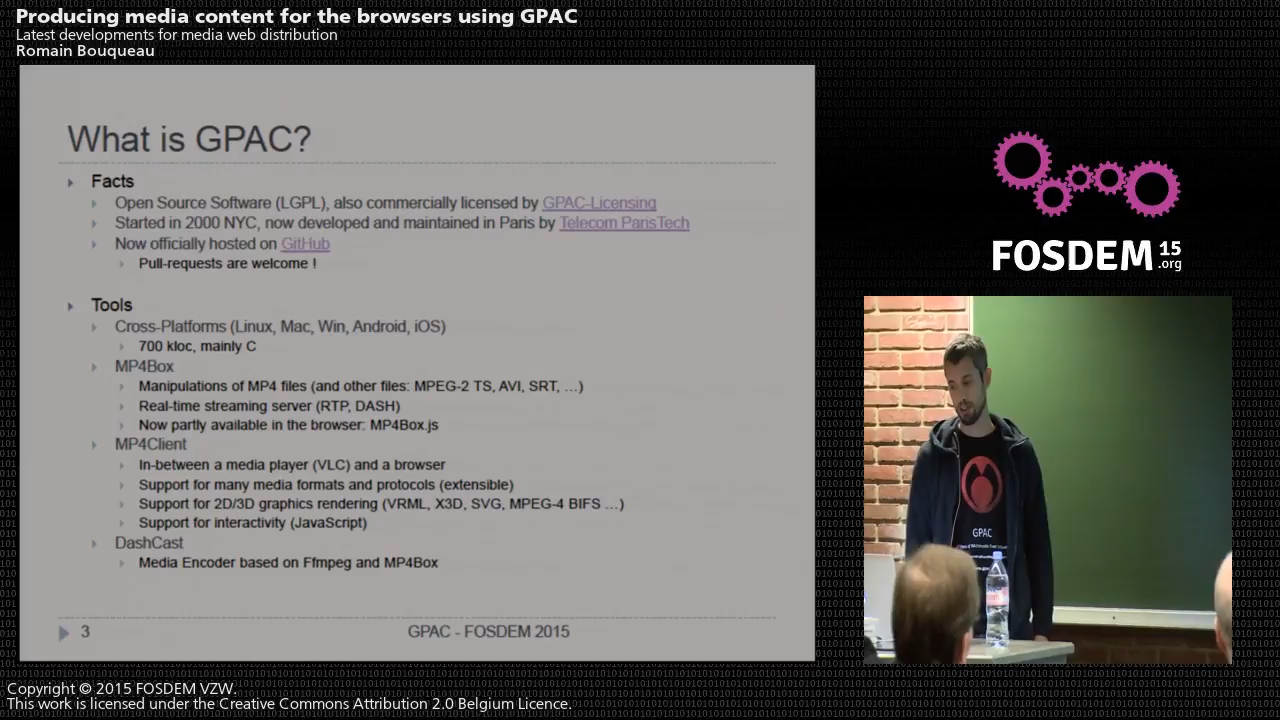 Producing media content for the browsers using GPAC
Latest developments for media web distribution
Romain Bouqueau
What is GPAC?
Facts
Open Source Software (LGPL), also commercially licensed by GPAC-Licensing
Started in 2000 NYC, now developed and maintained in Paris by Telecom ParisTech
Now officially hosted on GitHub
Pull-requests are welcome !
Tools
Cross-Platforms (Linux, Mac, Win, Android, iOS)
700 kloc, mainly C
MP4Box
Manipulations of MP4 files (and other files: MPEG-2 TS, AVI, SRT, …)
Real-time streaming server (RTP, DASH)
Now partly available in the browser: MP4Box.js
MP4Client
In-between a media player (VLC) and a browser
Support for many media formats and protocols (extensible)
Support for 2D/3D graphics rendering (VRML, X3D, SVG, MPEG-4 BIFS …)
Support for interactivity (JavaScript)
DashCast
Media Encoder based on Ffmpeg and MP4Box
3
GPAC - FOSDEM 2015
FOSDEM 15
.org
GPAC
Copyright © 2015 FOSDEM VZW.
This work is licensed under the Creative Commons Attribution 2.0 Belgium Licence.